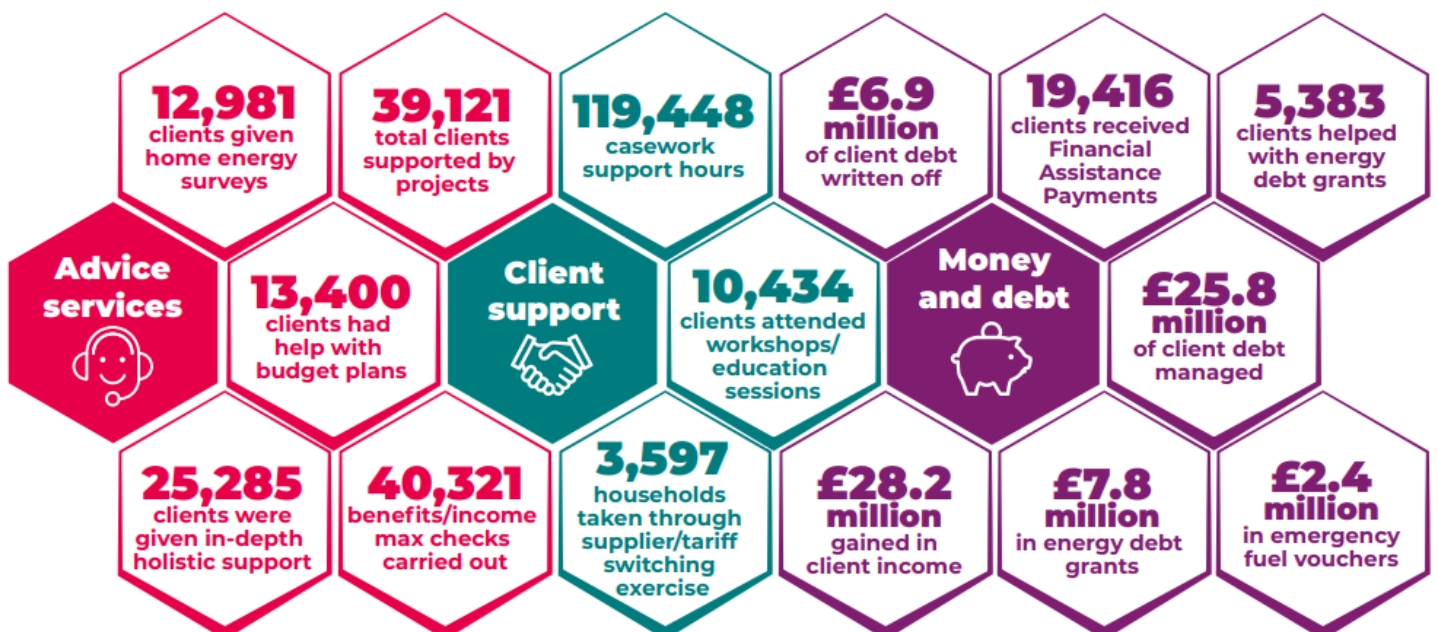 12,981
clients given
home energy
surveys
39,121
total clients
supported by
projects
119,448
casework
support hours
£6.9
million
of client debt
written off
19,416
clients received
Financial
Assistance
Payments
5,383
clients helped
with energy
debt grants
Advice
services
13,400
clients had
help with
budget plans
Client
support
10,434
clients attended
workshops/
education
sessions
Money
and debt
£25.8
million
of client debt
managed
25,285
clients were
given in-depth
holistic support
40,321
benefits/income
max checks
carried out
3,597
households
taken through
supplier/tariff
switching
exercise
£28.2
million
gained in
client income
£7.8
million
in energy debt
grants
£2.4
million
in emergency
fuel vouchers